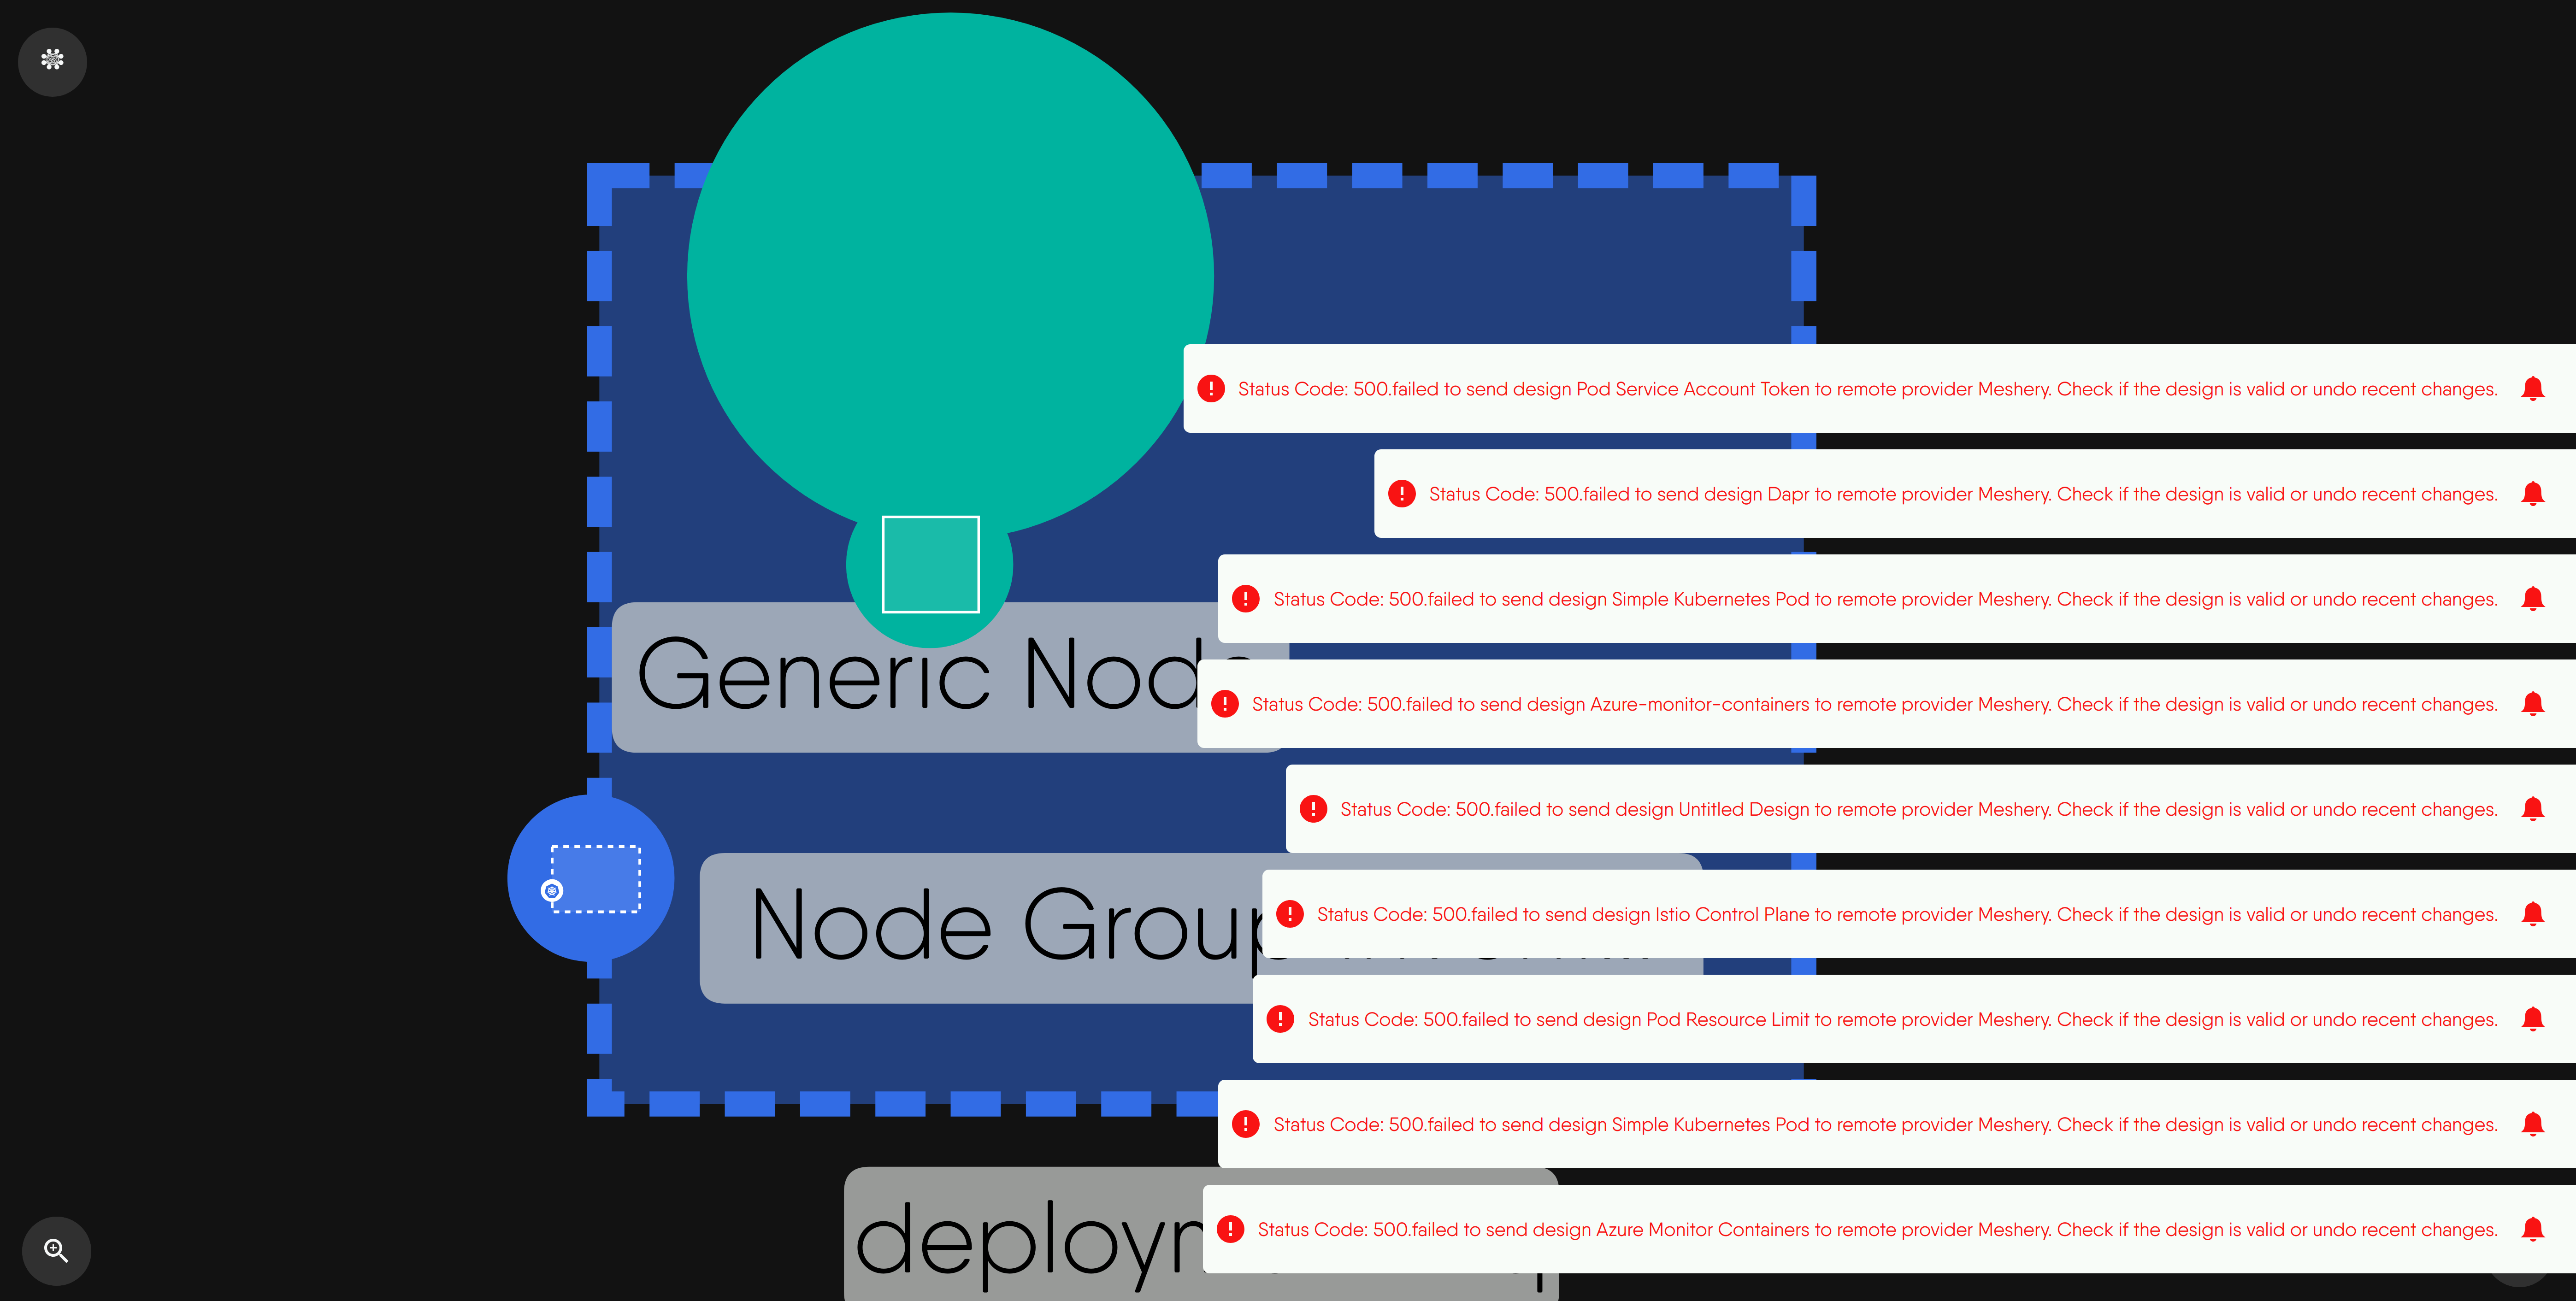 Status Code: 500.failed to send design Pod Service Account Token to remote provider Meshery. Check if the design is valid or undo recent changes.
Status Code: 500.failed to send design Dapr to remote provider Meshery. Check if the design is valid or undo recent changes.
Status Code: 500.failed to send design Simple Kubernetes Pod to remote provider Meshery. Check if the design is valid or undo recent changes.
Generic Node
Status Code: 500.failed to send design Azure-monitor-containers to remote provider Meshery. Check if the design is valid or undo recent changes.
Status Code: 500.failed to send design Untitled Design to remote provider Meshery. Check if the design is valid or undo recent changes.
Node Group
Status Code: 500.failed to send design Istio Control Plane to remote provider Meshery. Check if the design is valid or undo recent changes.
Status Code: 500.failed to send design Pod Resource Limit to remote provider Meshery. Check if the design is valid or undo recent changes.
Status Code: 500.failed to send design Simple Kubernetes Pod to remote provider Meshery. Check if the design is valid or undo recent changes.
Status Code: 500.failed to send design Azure Monitor Containers to remote provider Meshery. Check if the design is valid or undo recent changes.